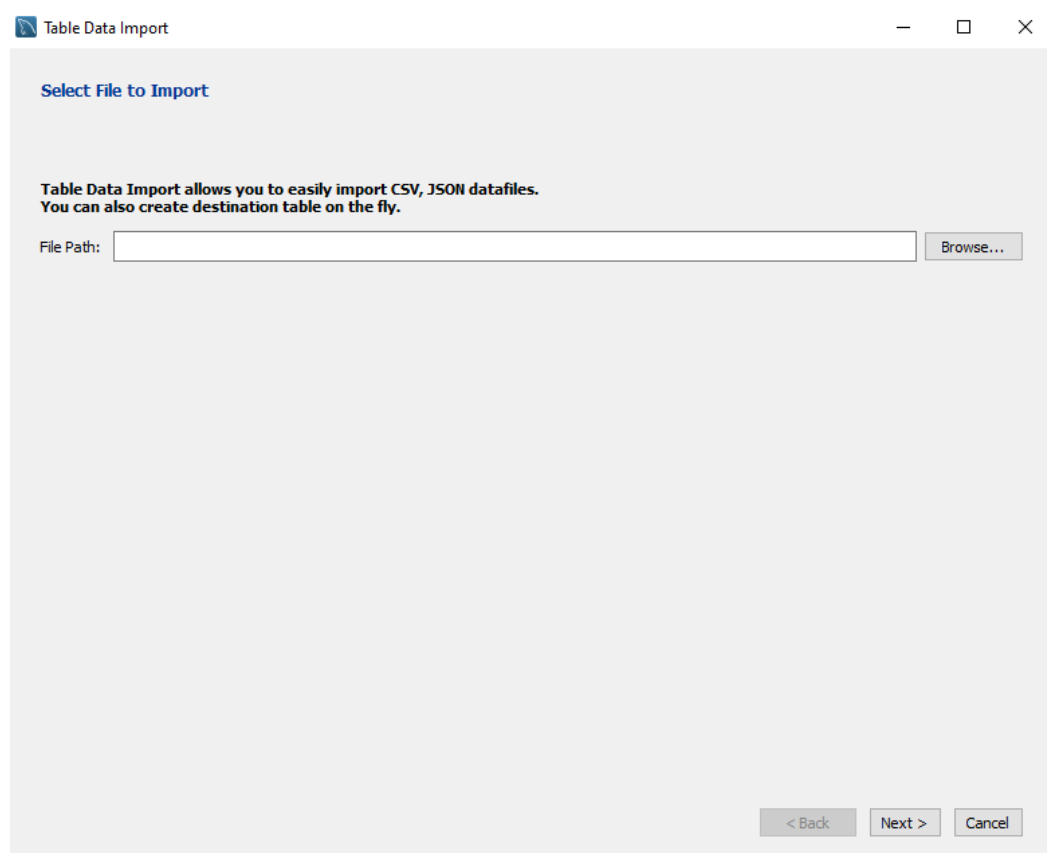 Table Data Import
Select File to Import
Table Data Import allows you to easily import CSV, JSON datafiles.
You can also create destination table on the fly.
File Path:
Browse...
< Back
Next >
Cancel